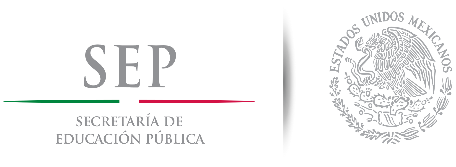 SEP
SECRETARÍA DE
EDUCACIÓN PÚBLICA
ESTADOS UNIDOS MEXICANOS